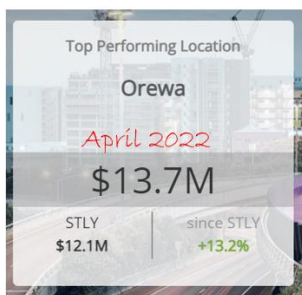 Top Performing Location
Orewa
April 2022
$13.7M
STLY since STLY
$12.1M +13.2%